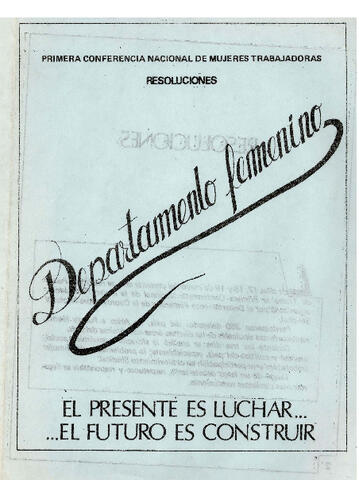 PRIMERA CONFERENCIA NACIONAL DE MUJERES TRABAJADORAS
RESOLUCIONES
Departamento femenino
EL PRESENTE ES LUCHAR...
...EL FUTURO ES CONSTRUIR